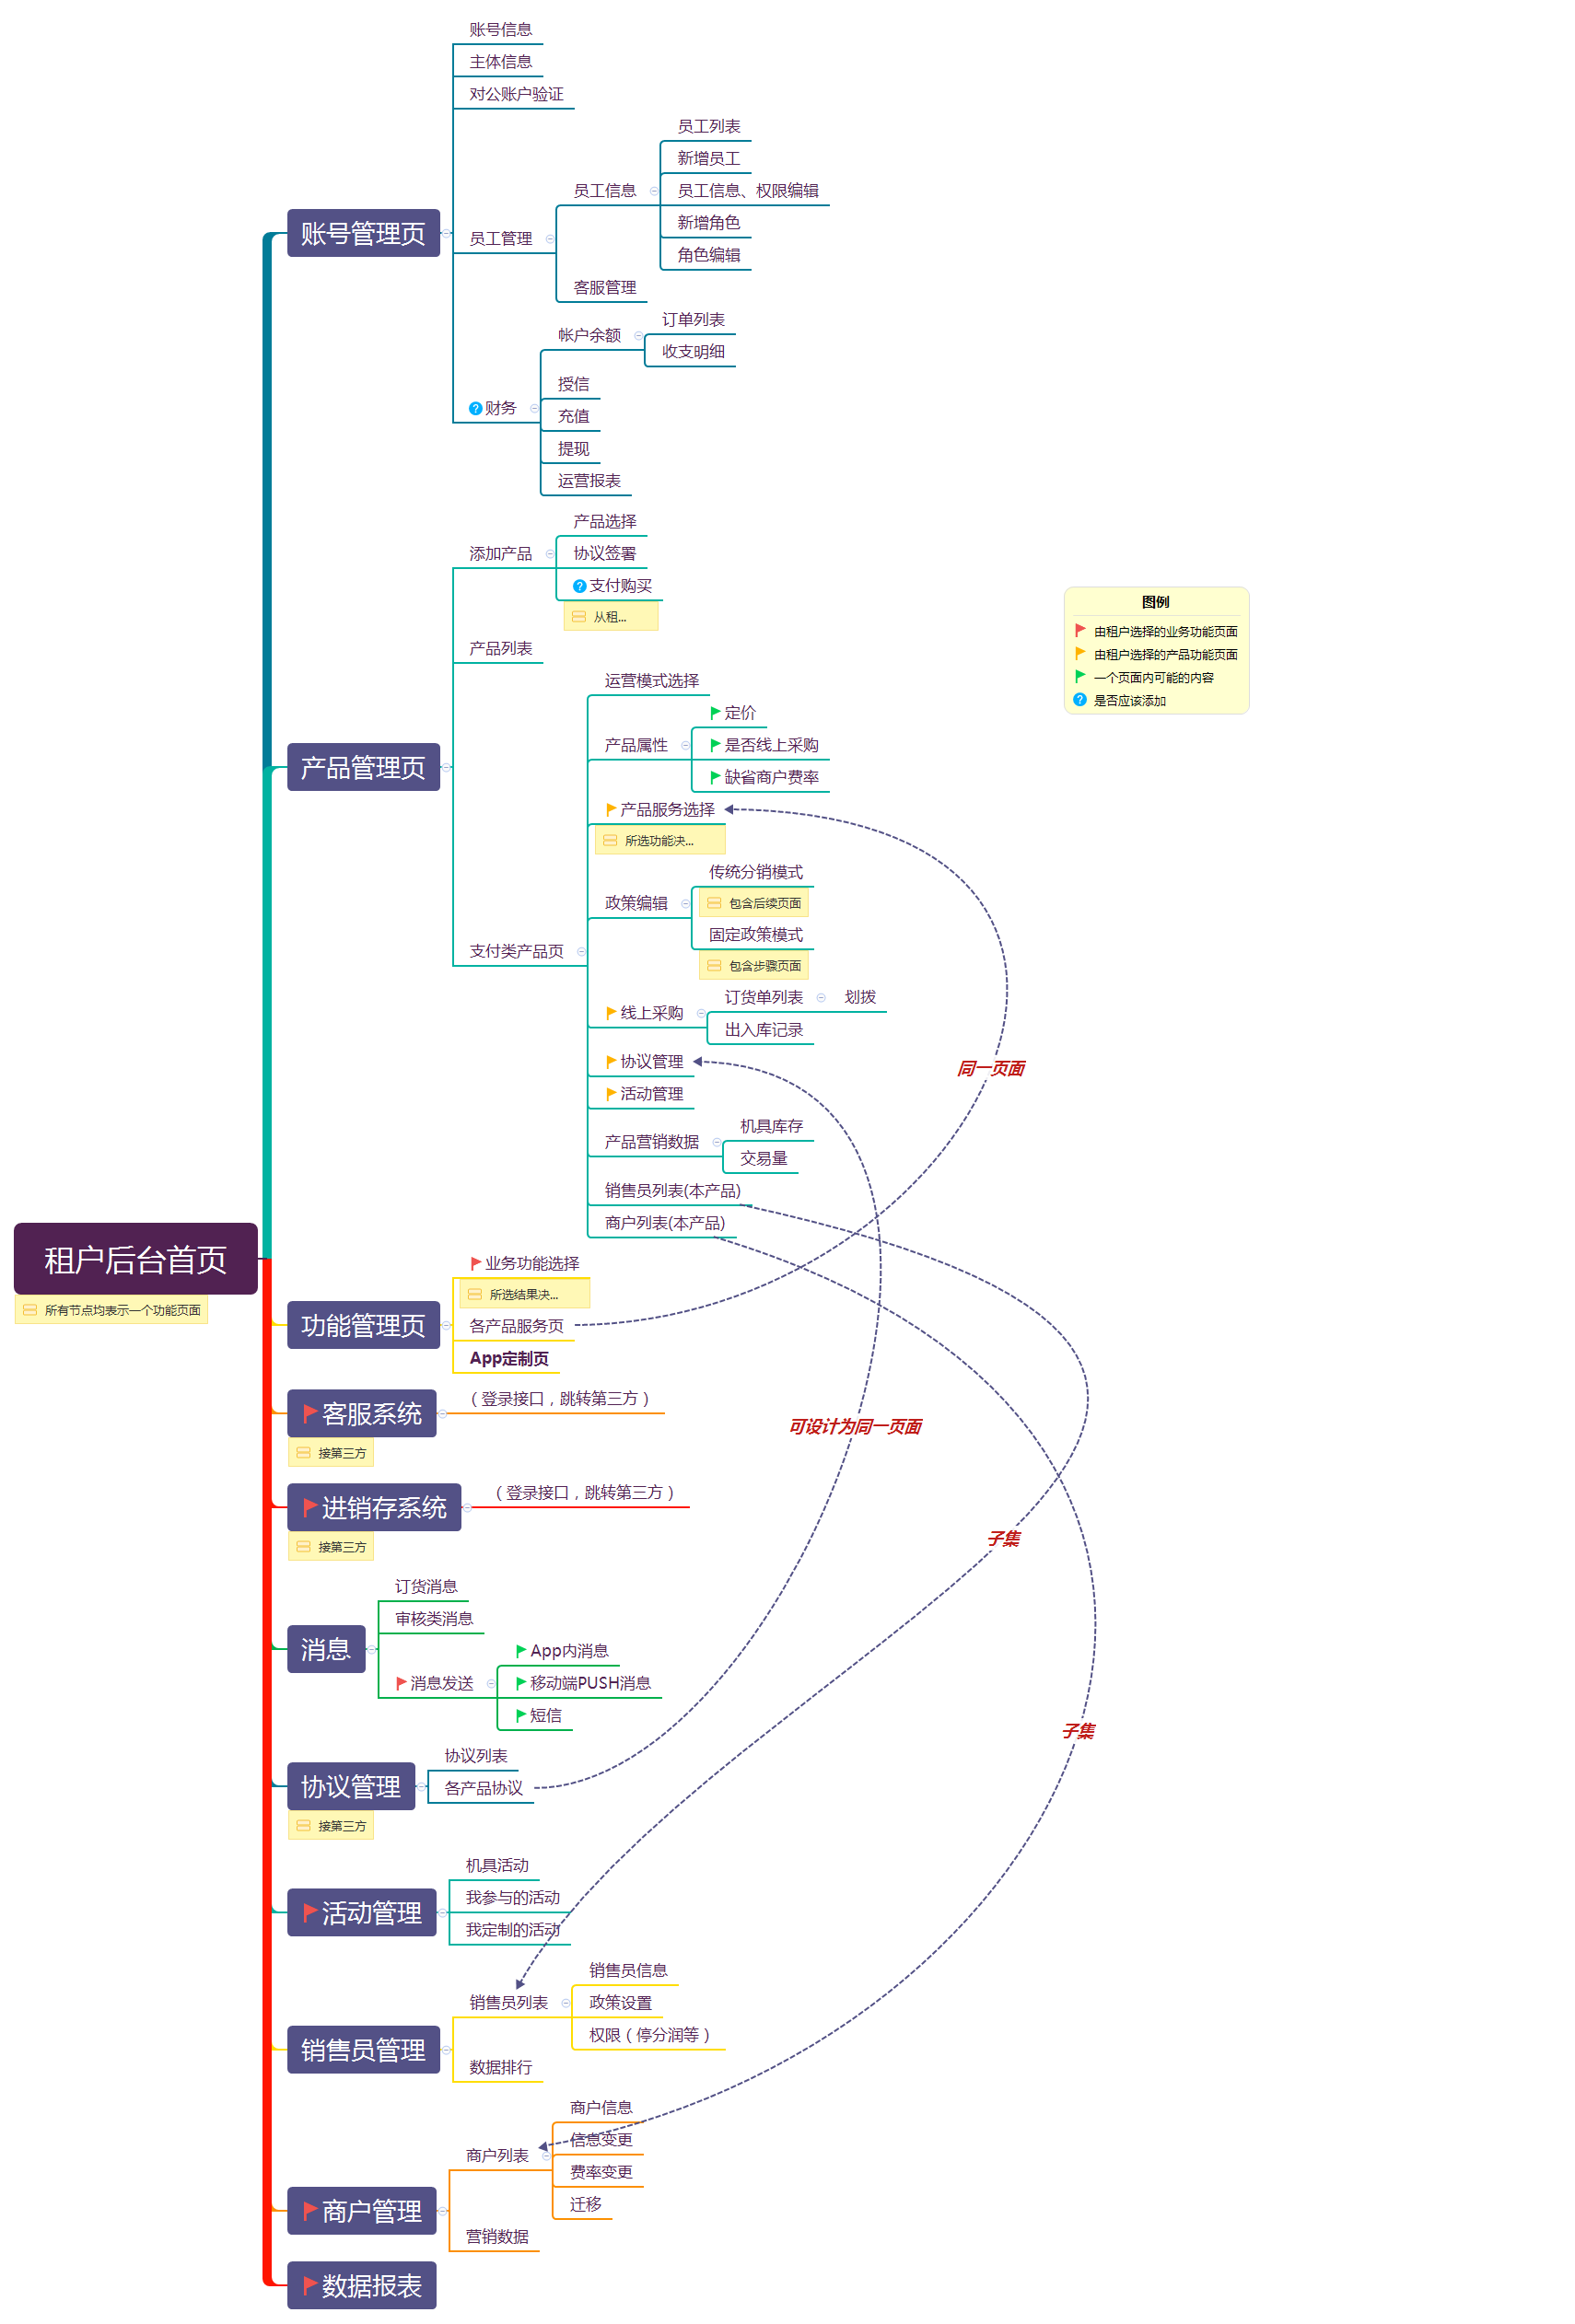 账号信息
主体信息
对公账户验证
员工列表
新增员工
员工信息
员工信息、权限编辑
账号管理页
员工管理
新增角色
角色编辑
客服管理
订单列表
帐户余额
收支明细
授信
财务
充值
提现
运营报表
产品选择
添加产品
协议签署
支付购买
从租...
图例
由租户选择的业务功能页面
由租户选择的产品功能页面
一个页面内可能的内容
是否应该添加
产品列表
运营模式选择
定价
产品属性
是否线上采购
产品管理页
缺省商户费率
产品服务选择
所选功能决...
传统分销模式
政策编辑
包含后续页面
固定政策模式
支付类产品页
包含步骤页面
订货单列表
划拨
线上采购
出入库记录
协议管理
同一页面
活动管理
机具库存
产品营销数据
交易量
销售员列表(本产品)
商户列表(本产品)
租户后台首页
所有节点均表示一个功能页面
业务功能选择
所选结果决...
功能管理页
各产品服务页
App定制页
客服系统
（登录接口，跳转第三方）
可设计为同一页面
接第三方
进销存系统
（登录接口，跳转第三方）
子集
接第三方
订货消息
审核类消息
消息
App内消息
消息发送
移动端PUSH消息
短信
子集
协议列表
协议管理
各产品协议
接第三方
机具活动
活动管理
我参与的活动
我定制的活动
销售员信息
销售员列表
政策设置
权限（停分润等）
销售员管理
数据排行
商户信息
信息变更
商户列表
费率变更
迁移
商户管理
营销数据
数据报表